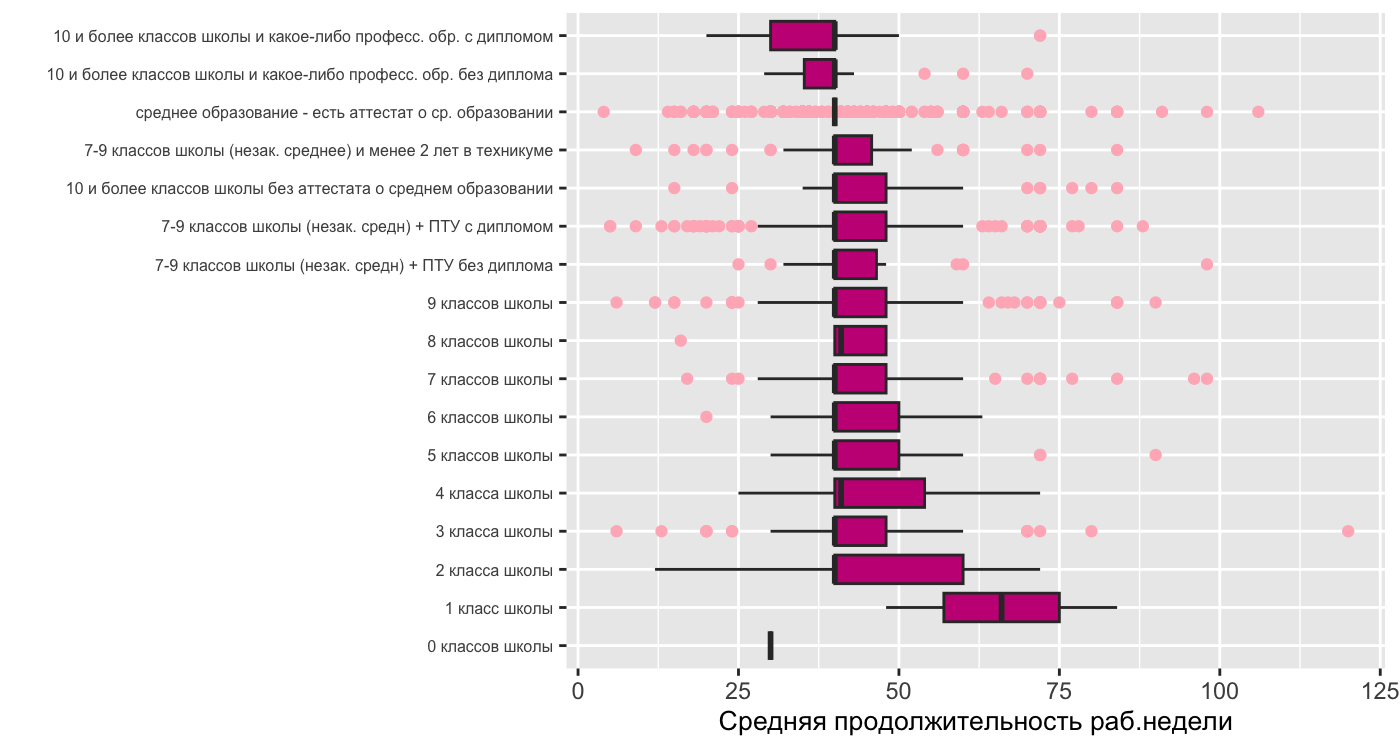 10 и более классов школы и какое-либо професс. обр. с дипломом
10 и более классов школы и какое-либо професс. обр. без диплома
среднее образование - есть аттестат о ср. образовании
7-9 классов школы (незак. среднее) и менее 2 лет в техникуме
10 и более классов школы без аттестата о среднем образовании
7-9 классов школы (незак. средн) + ПТУ с дипломом
7-9 классов школы (незак. средн) + ПТУ без диплома
9 классов школы
8 классов школы
7 классов школы
6 классов школы
5 классов школы
4 класса школы
3 класса школы
2 класса школы
1 класс школы
0 классов школы
0 25 50 75 100 125
Средняя продолжительность раб.недели